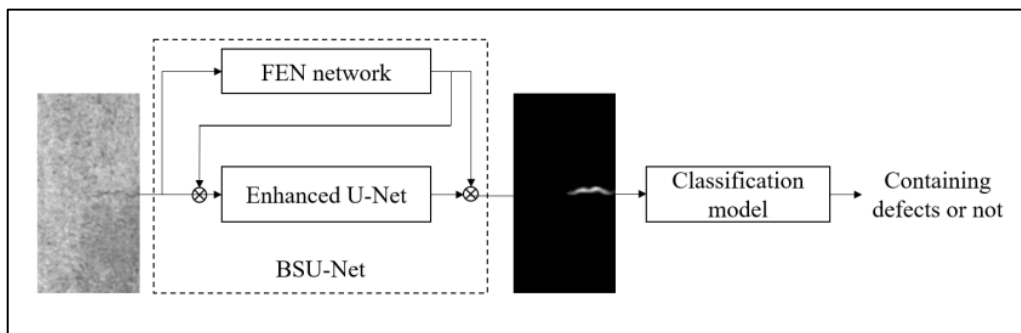 FEN network
Enhanced U-Net
BSU-Net
Classification
model
Containing
defects or not